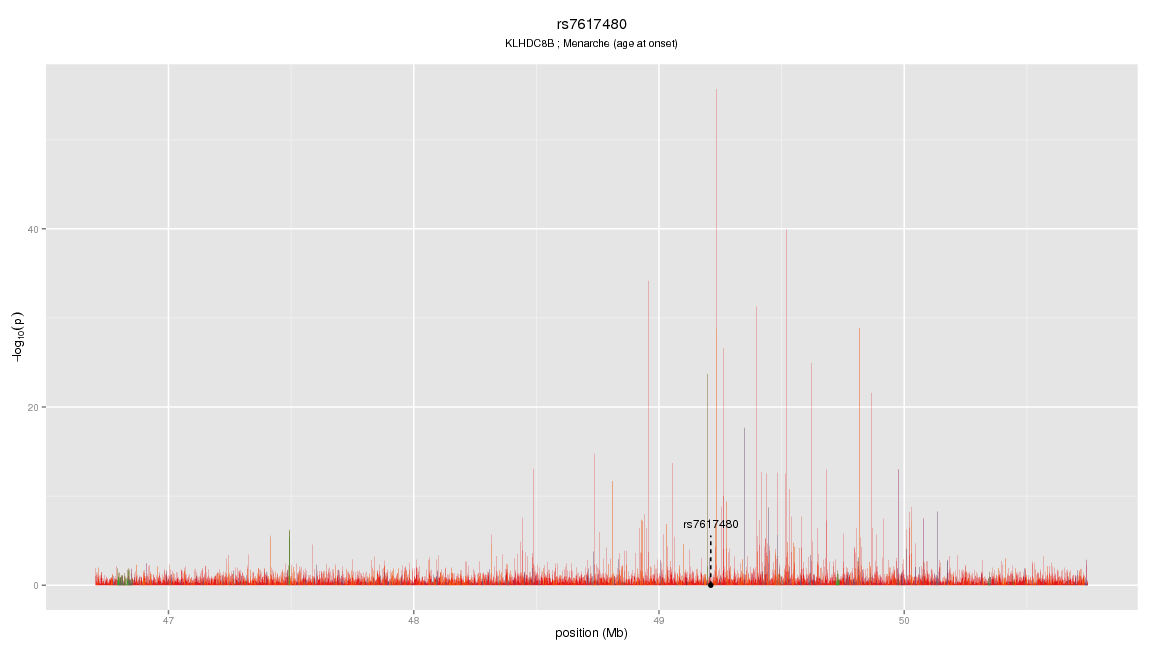 rs7617480
KLHDC8B ; Menarche (age at onset)
−log10(p)
40
20
0
rs7617480
47
48
49
50
position (Mb)